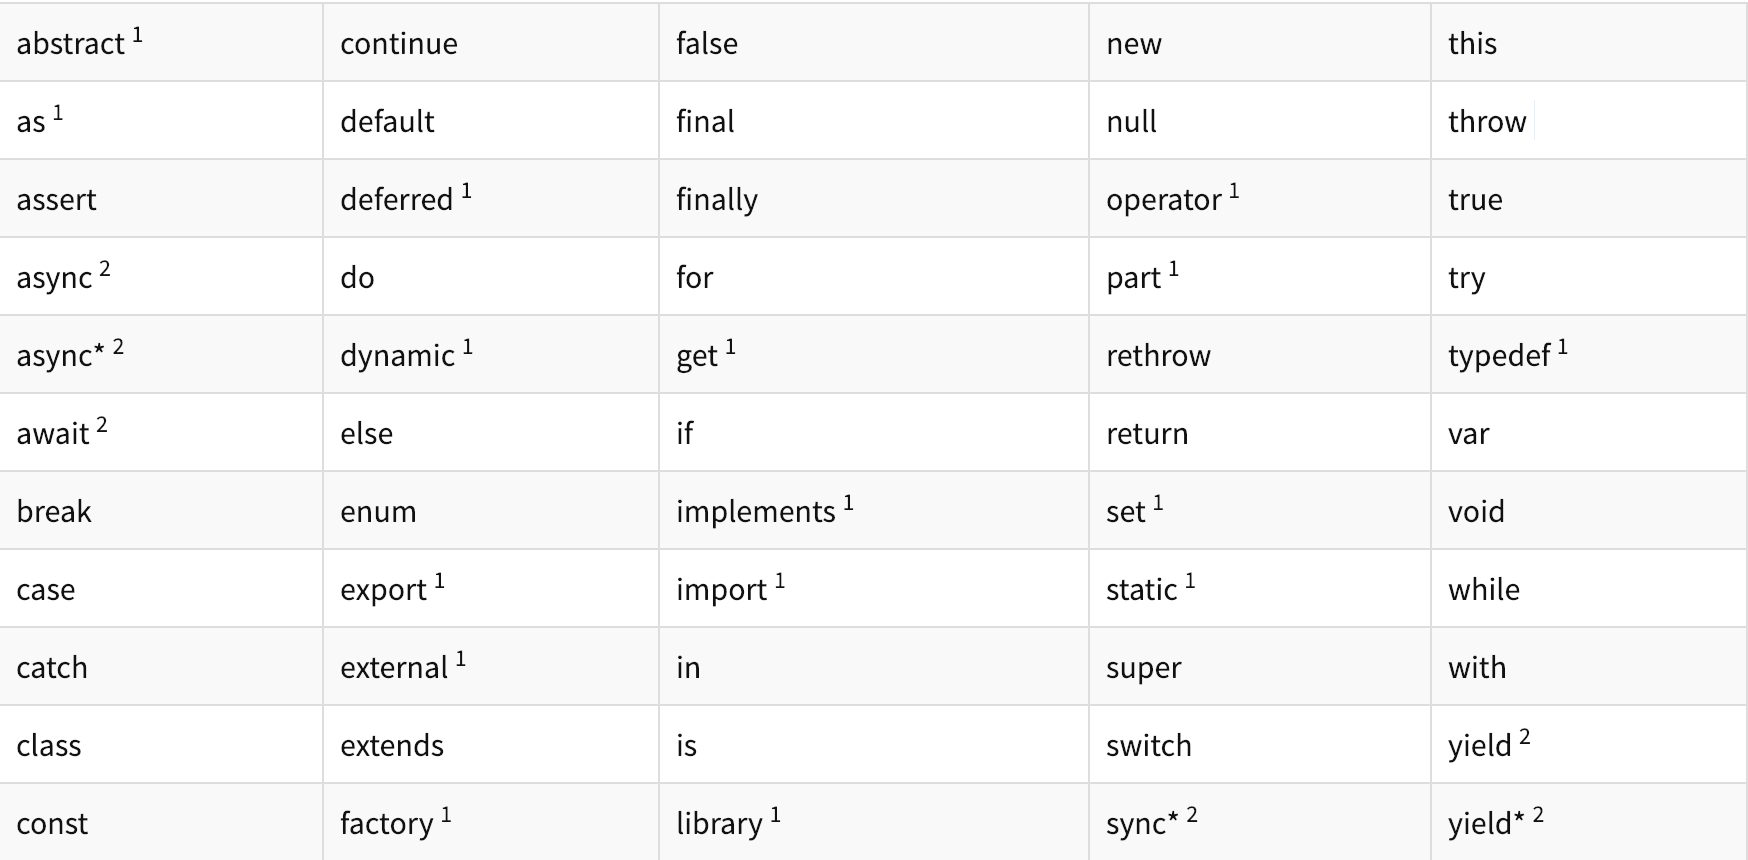 abstract 1 continue false new this
as 1 default final null throw
assert deferred 1 finally operator 1 true
async 2 do for part 1 try
async* 2 dynamic 1 get 1 rethrow typedef 1
await 2 else if return var
break enum implements 1 set 1 void
case export 1 import 1 static 1 while
catch external 1 in super with
class extends is switch yield 2
const factory 1 library 1 sync* 2 yield* 2